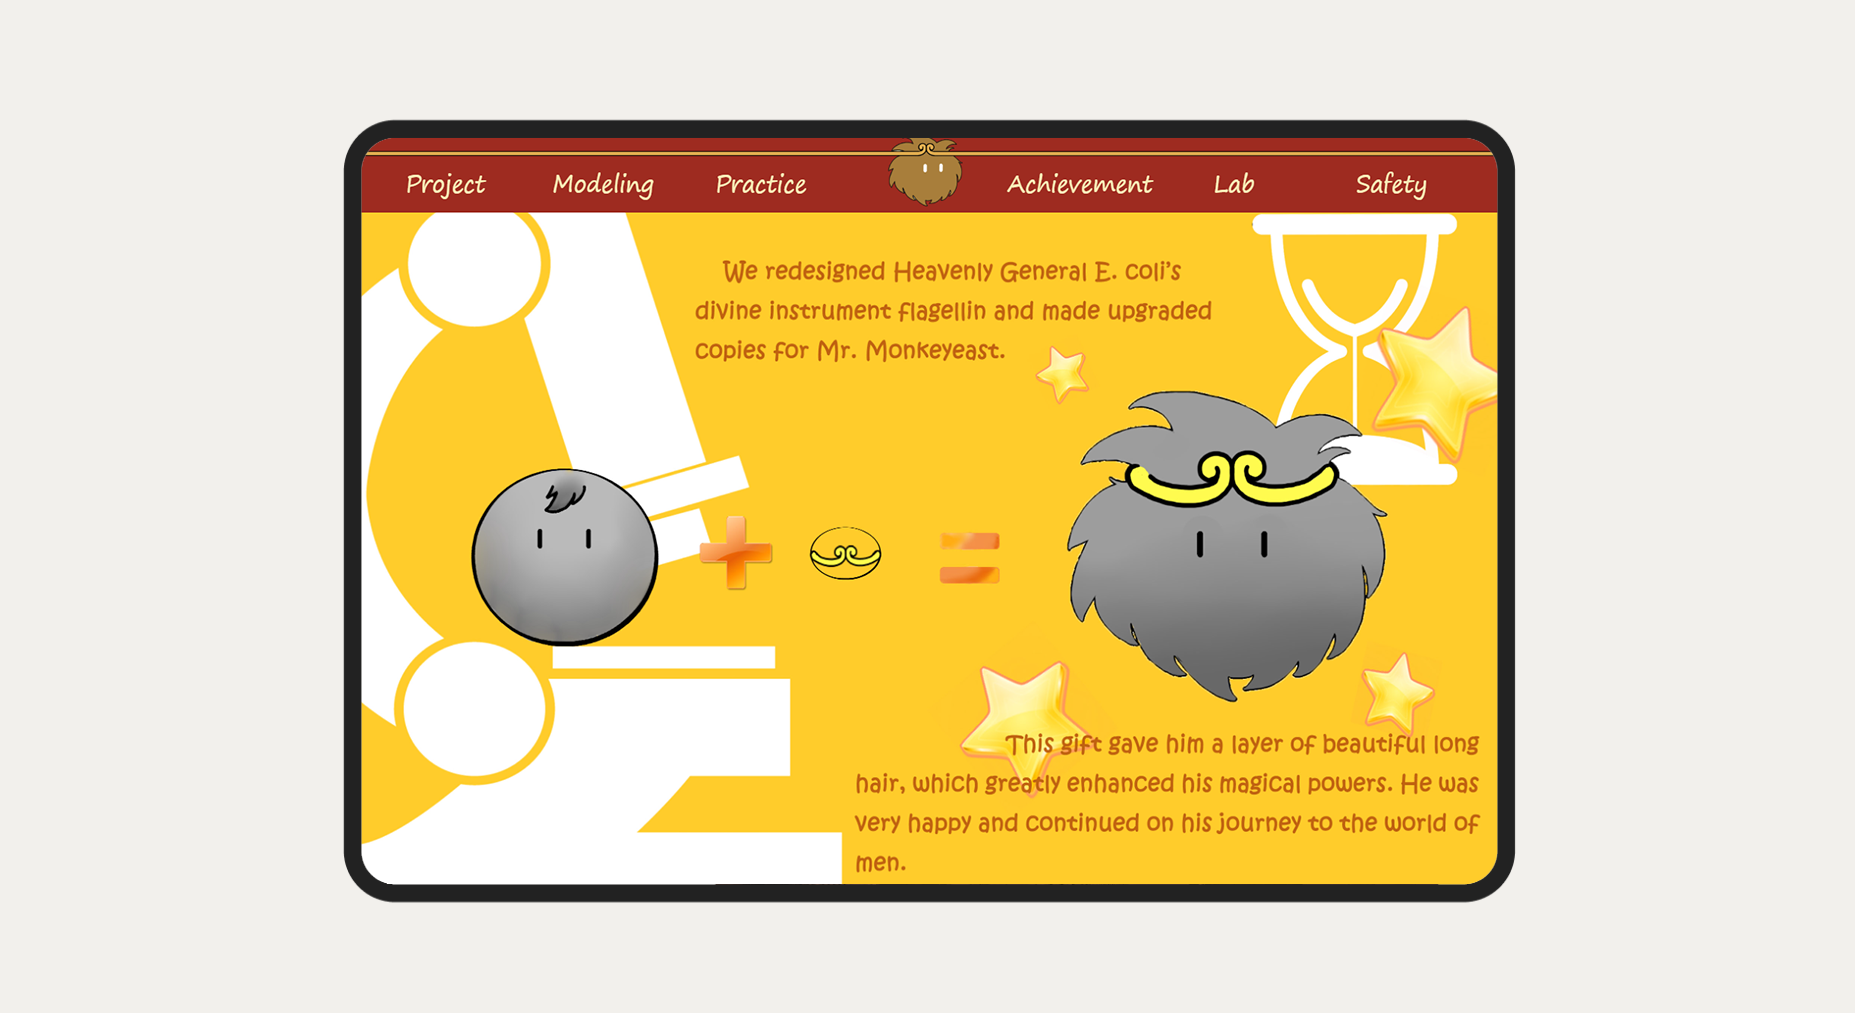 Project Modeling Practice Achievement Lab Safety
We redesigned Heavenly General E. coli's
divine instrument flagellin and made upgraded
copies for Mr. Monkeyeast.
This gift gave him a layer of beautiful long
hair, which greatly enhanced his magical powers. He was
very happy and continued on his journey to the world of
men.